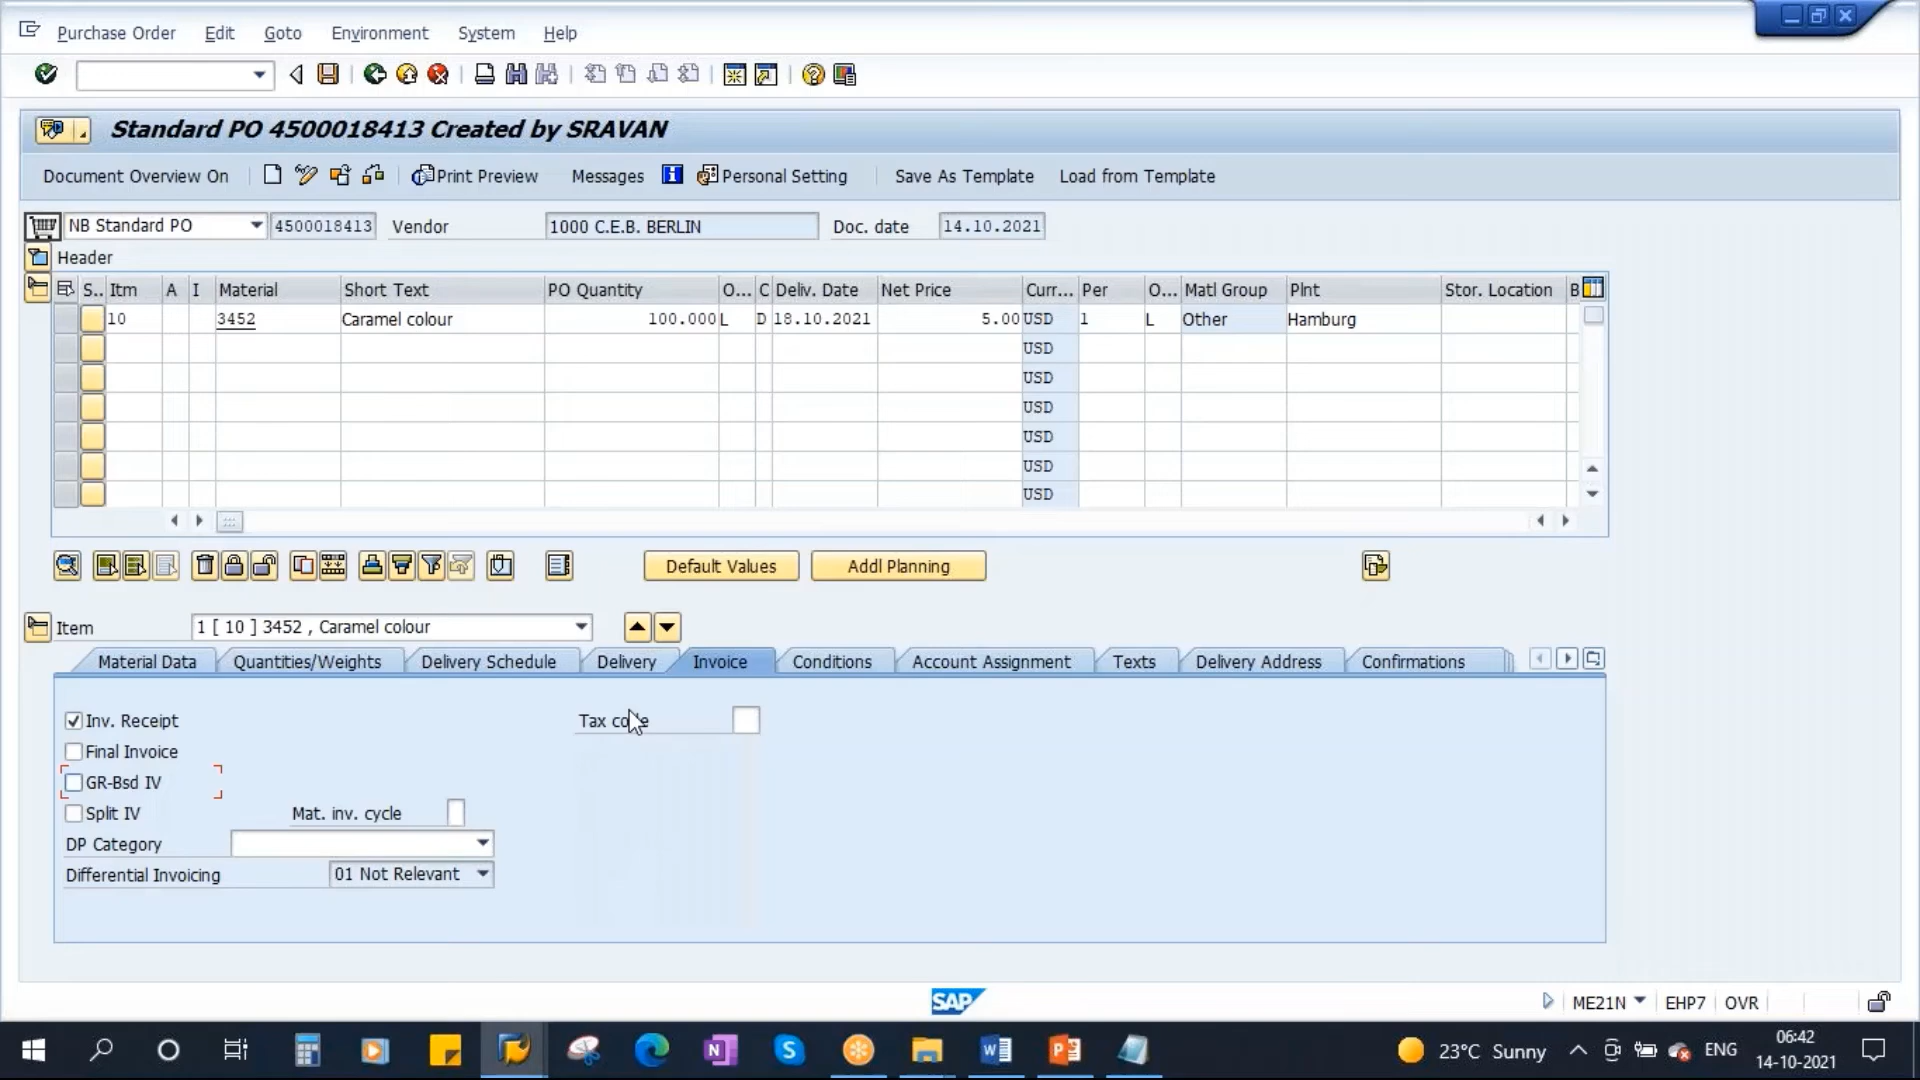 Purchase Order Edit Goto Environment System Help
Standard PO 4500018413 Created by SRAVAN
Document Overview On Print Preview Messages Personal Setting Save As Template Load from Template
NB Standard PO 4500018413 Vendor 1000 C.E.B. BERLIN Doc. date 14.10.2021
Header
S.. Itm A I Material Short Text PO Quantity O... C Deliv. Date Net Price Curr... Per O... Matl Group Plnt Stor. Location B
10 3452 Caramel colour 100.000 L D 18.10.2021 5.00 USD 1 L Other Hamburg
USD
USD
USD
USD
USD
USD
Default Values Addl Planning
Item 1 [ 10 ] 3452 , Caramel colour
Material Data Quantities/Weights Delivery Schedule Delivery Invoice Conditions Account Assignment Texts Delivery Address Confirmations
Inv. Receipt Tax code
Final Invoice
GR-Bsd IV
Split IV Mat. inv. cycle
DP Category
Differential Invoicing 01 Not Relevant
SAP
ME21N EHP7 OVR
23°C Sunny ENG 06:42
14-10-2021